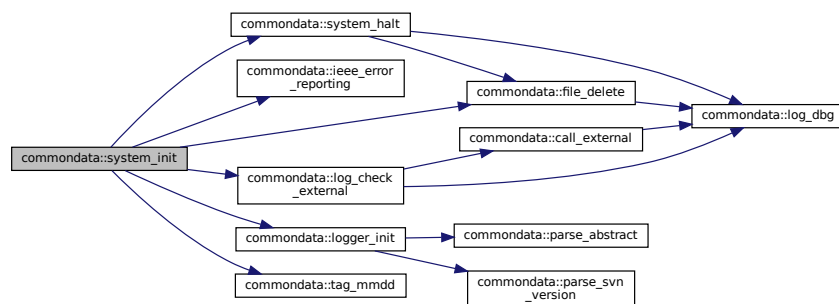 commondata::system_halt
commondata::ieee_error
_reporting
commondata::file_delete
commondata::log_dbg
commondata::call_external
commondata::system_init
commondata::log_check
_external
commondata::logger_init
commondata::parse_abstract
commondata::tag_mmdd
commondata::parse_svn
_version